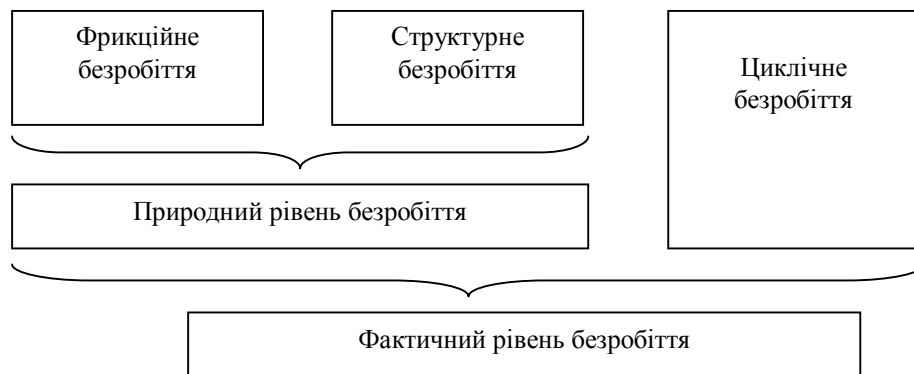 Фрикційне
безробіття
Структурне
безробіття
Циклічне
безробіття
Природний рівень безробіття
Фактичний рівень безробіття